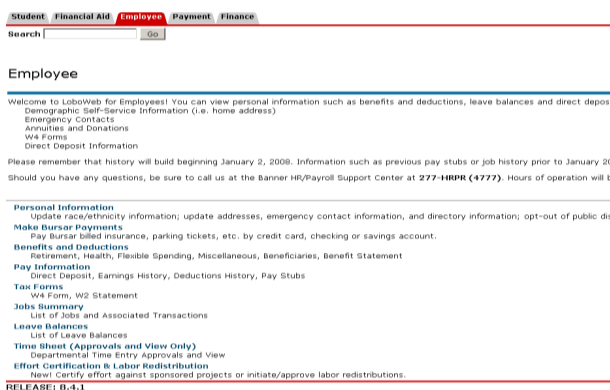 Student Financial Aid Employee Payment Finance
Search Go
Employee
Welcome to LoboWeb for Employees! You can view personal information such as benefits and deductions, leave balances and direct depos
Demographic Self-Service Information (i.e. home address)
Emergency Contacts
Annuities and Donations
W4 Forms
Direct Deposit Information
Please remember that history will build beginning January 2, 2008. Information such as previous pay stubs or job history prior to January 20
Should you have any questions, be sure to call us at the Banner HR/Payroll Support Center at 277-HRPR (4777). Hours of operation will b
Personal Information
Update race/ethnicity information; update addresses, emergency contact information, and directory information; opt-out of public dis
Make Bursar Payments
Pay Bursar billed insurance, parking tickets, etc. by credit card, checking or savings account.
Benefits and Deductions
Retirement, Health, Flexible Spending, Miscellaneous, Beneficiaries, Benefit Statement
Pay Information
Direct Deposit, Earnings History, Deductions History, Pay Stubs
Tax Forms
W4 Form, W2 Statement
Jobs Summary
List of Jobs and Associated Transactions
Leave Balances
List of Leave Balances
Time Sheet (Approvals and View Only)
Departmental Time Entry Approvals and View
Effort Certification & Labor Redistribution
New! Certify effort against sponsored projects or initiate/approve labor redistributions.
RELEASE: 8.4.1